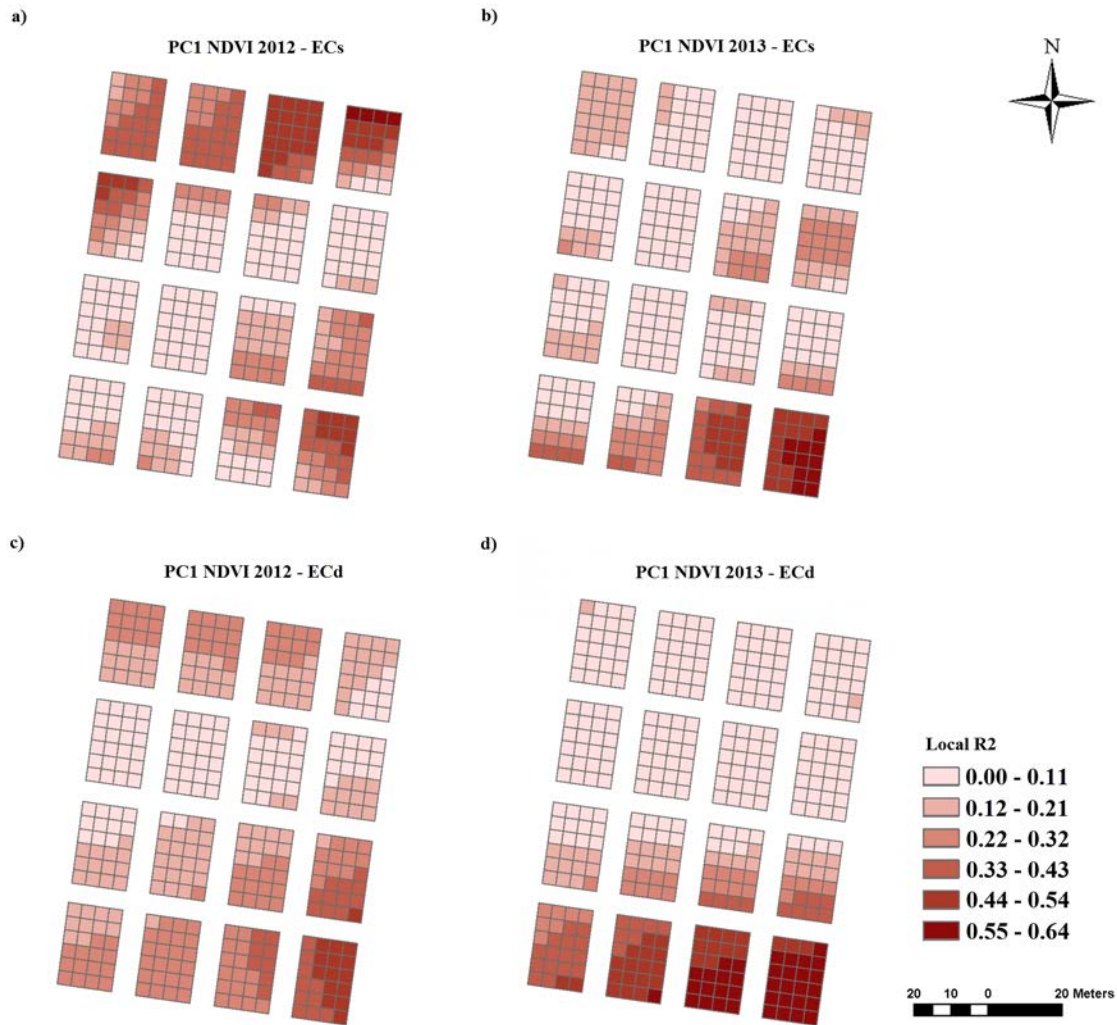 a)
b)
PC1 NDVI 2012 - ECs
PC1 NDVI 2013 - ECs
N
c)
d)
PC1 NDVI 2012 - ECd
PC1 NDVI 2013 - ECd
Local R2
0.00 - 0.11
0.12 - 0.21
0.22 - 0.32
0.33 - 0.43
0.44 - 0.54
0.55 - 0.64
20 10 0 20 Meters